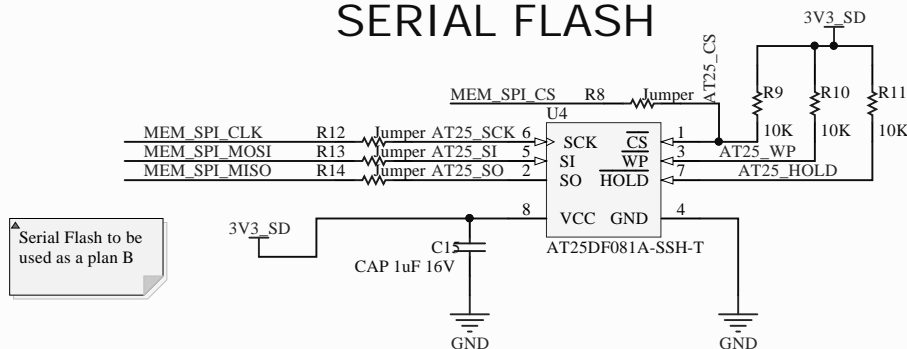 SERIAL FLASH
3V3_SD
AT25_CS
MEM_SPI_CS R8 Jumper
R9 R10 R11
10K 10K 10K
U4
MEM_SPI_CLK R12 Jumper AT25_SCK 6 SCK CS 1
MEM_SPI_MOSI R13 Jumper AT25_SI 5 SI WP 3 AT25_WP
MEM_SPI_MISO R14 Jumper AT25_SO 2 SO HOLD 7 AT25_HOLD
3V3_SD 8 VCC GND 4
AT25DF081A-SSH-T
C15
CAP 1uF 16V
GND GND
Serial Flash to be
used as a plan B